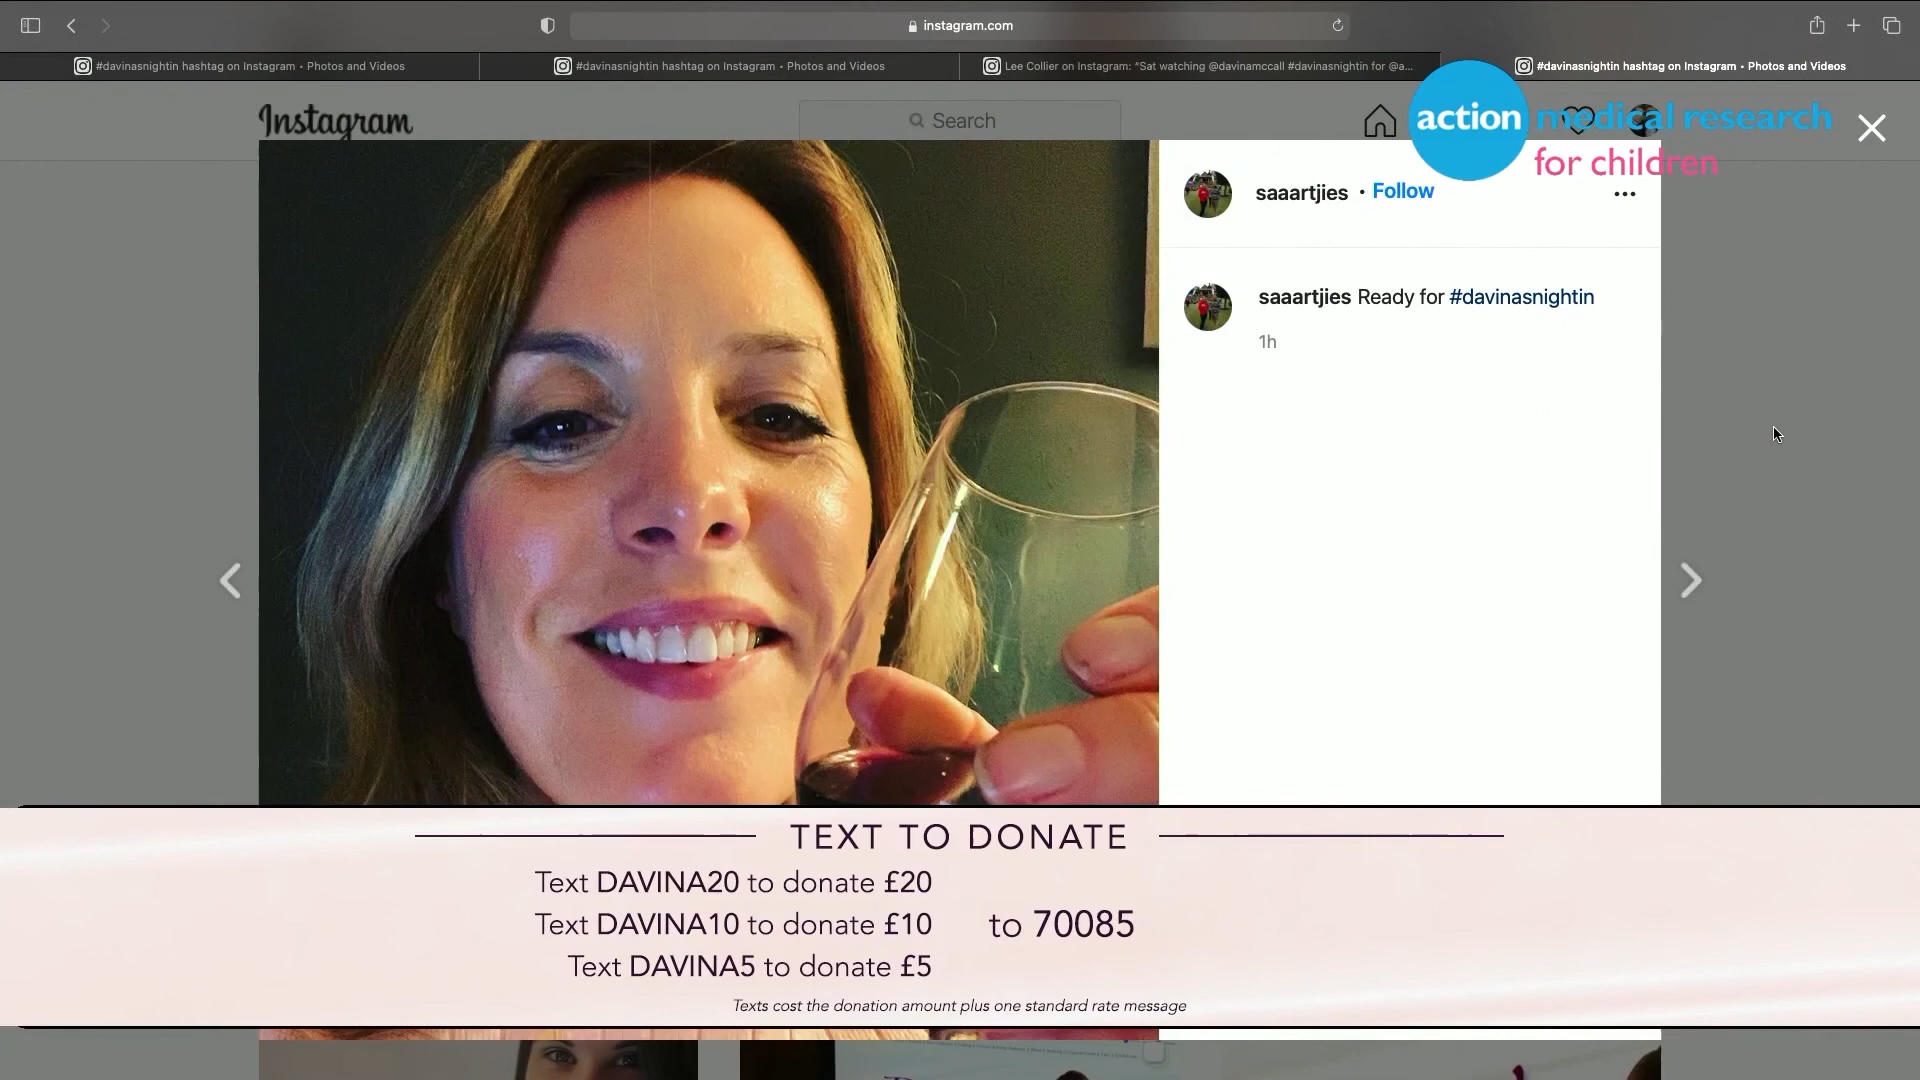 instagram.com
#davinasnightin hashtag on Instagram • Photos and Videos
#davinasnightin hashtag on Instagram • Photos and Videos
Lee Collier on Instagram: “Sat watching @davinamccall #davinasnightin for @a...
#davinasnightin hashtag on Instagram • Photos and Videos
Instagram
Search
action medical research
for children
saaartjies • Follow
saaartjies Ready for #davinasnightin
1h
TEXT TO DONATE
Text DAVINA20 to donate £20
Text DAVINA10 to donate £10
to 70085
Text DAVINA5 to donate £5
Texts cost the donation amount plus one standard rate message